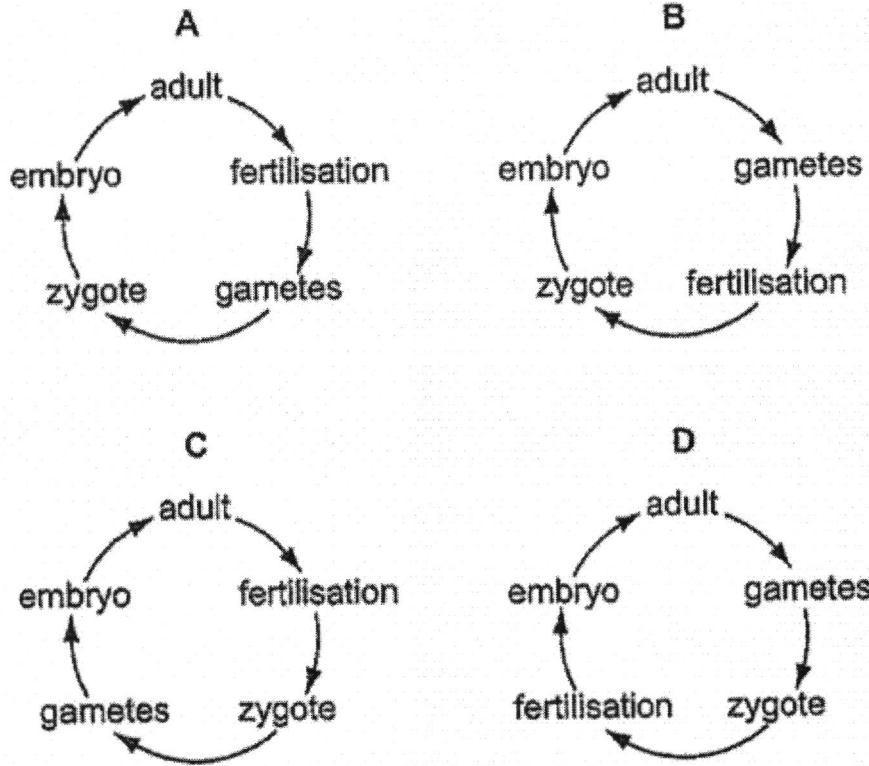 A B
adult adult
embryo fertilisation embryo gametes
zygote gametes zygote fertilisation
C D
adult adult
embryo fertilisation embryo gametes
gametes zygote fertilisation zygote